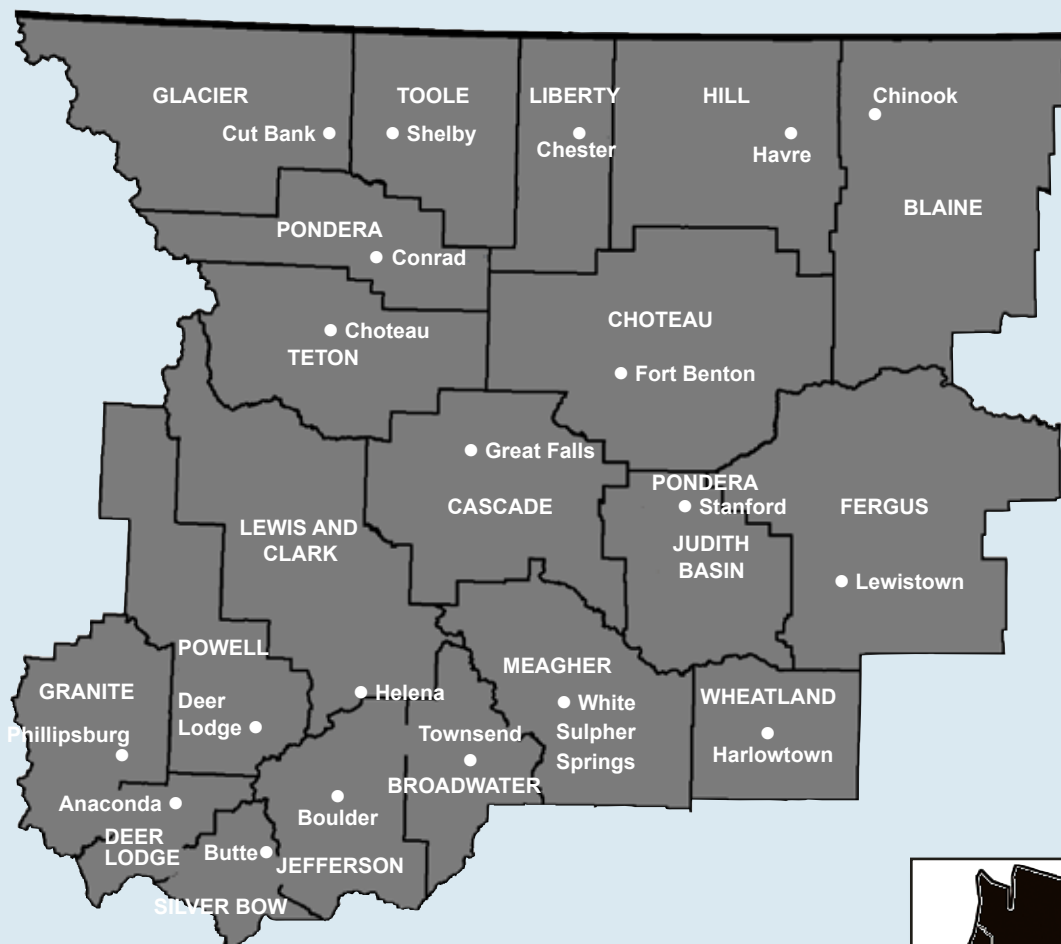 GLACIER
Cut Bank
TOOLE
Shelby
LIBERTY
Chester
HILL
Havre
Chinook
BLAINE
PONDERA
Conrad
Choteau
TETON
CHOTEAU
Fort Benton
Great Falls
CASCADE
PONDERA
Stanford
JUDITH
BASIN
FERGUS
Lewistown
LEWIS AND
CLARK
POWELL
Deer
Lodge
GRANITE
Phillipsburg
Helena
MEAGHER
White
Sulpher
Springs
WHEATLAND
Harlowtown
Townsend
BROADWATER
Anaconda
DEER
LODGE
Boulder
Butte
JEFFERSON
SILVER BOW